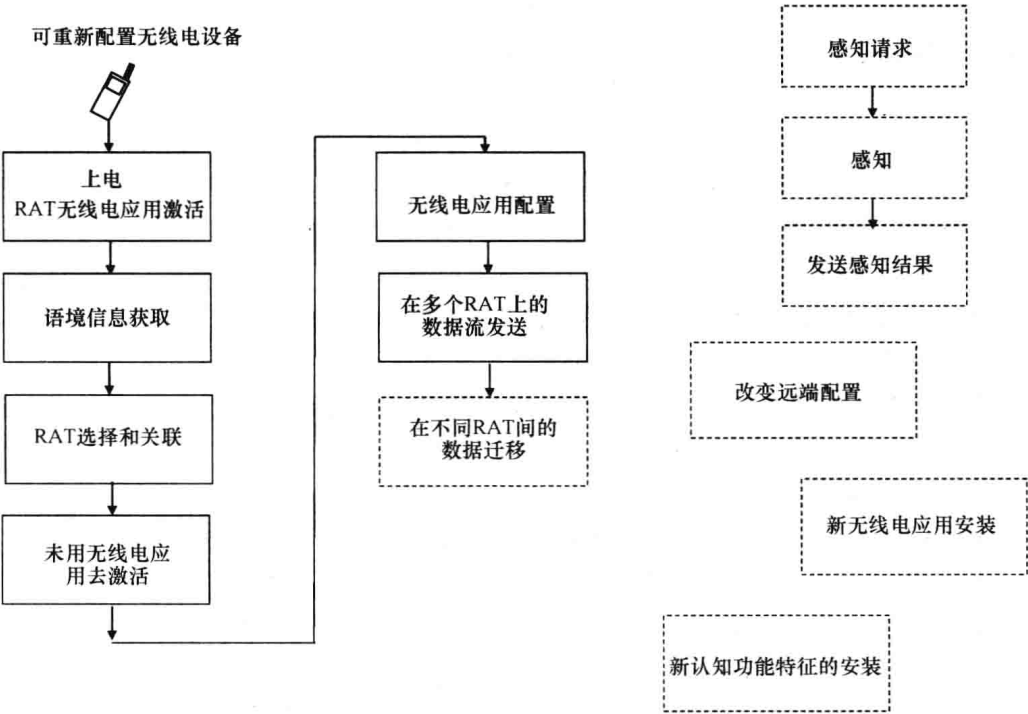 可重新配置无线电设备
上电
RAT无线电应用激活
语境信息获取
RAT选择和关联
未用无线电应
用去激活
无线电应用配置
在多个RAT上的
数据流发送
在不同RAT间的
数据迁移
感知请求
感知
发送感知结果
改变远端配置
新无线电应用安装
新认知功能特征的安装